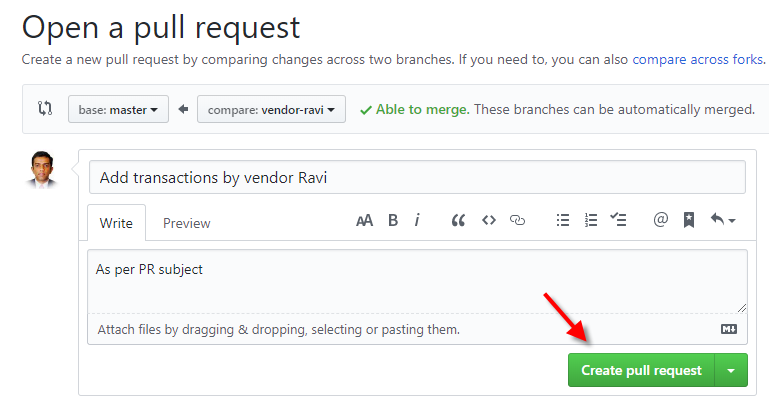 Open a pull request
Create a new pull request by comparing changes across two branches. If you need to, you can also compare across forks.
base: master compare: vendor-ravi Able to merge. These branches can be automatically merged.
Add transactions by vendor Ravi
Write Preview AA B i @
As per PR subject
Attach files by dragging & dropping, selecting or pasting them. M↓
Create pull request